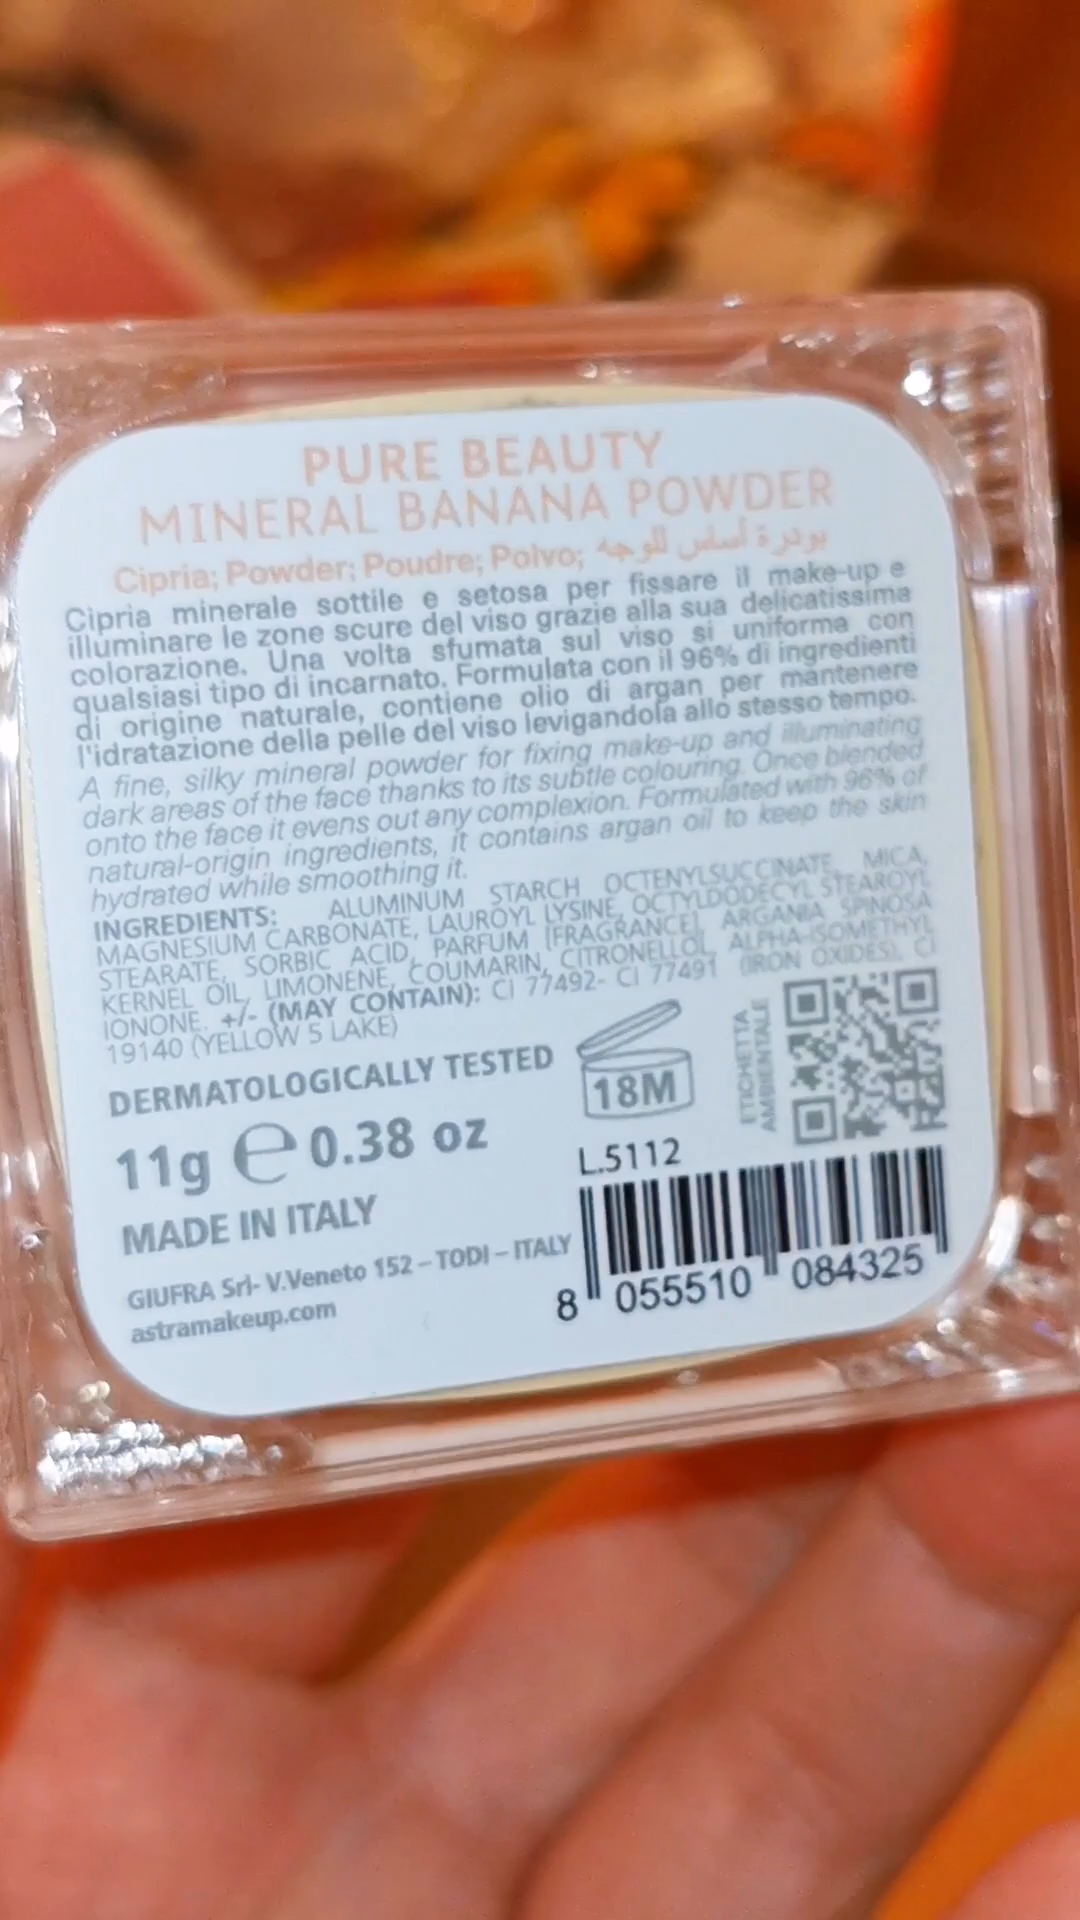 PURE BEAUTY
MINERAL BANANA POWDER
Cipria; Powder; Poudre; Polvo; بودرة أساس للوجه
Cipria minerale sottile e setosa per fissare il make-up e
illuminare le zone scure del viso grazie alla sua delicatissima
colorazione. Una volta sfumata sul viso si uniforma con
qualsiasi tipo di incarnato. Formulata con il 96% di ingredienti
di origine naturale, contiene olio di argan per mantenere
l'idratazione della pelle del viso levigandola allo stesso tempo.
A fine, silky mineral powder for fixing make-up and illuminating
dark areas of the face thanks to its subtle colouring. Once blended
onto the face it evens out any complexion. Formulated with 96% of
natural-origin ingredients, it contains argan oil to keep the skin
hydrated while smoothing it.
INGREDIENTS: ALUMINUM STARCH OCTENYLSUCCINATE, MICA,
MAGNESIUM CARBONATE, LAUROYL LYSINE, OCTYLDODECYL STEAROYL
STEARATE, SORBIC ACID, PARFUM [FRAGRANCE], ARGANIA SPINOSA
KERNEL OIL, LIMONENE, COUMARIN, CITRONELLOL, ALPHA-ISOMETHYL
IONONE. +/- (MAY CONTAIN): CI 77492- CI 77491 (IRON OXIDES), CI
19140 (YELLOW 5 LAKE)
DERMATOLOGICALLY TESTED
18M
ETICHETTA
AMBIENTALE
11g e 0.38 oz
L.5112
MADE IN ITALY
GIUFRA Srl- V.Veneto 152 – TODI – ITALY
astramakeup.com
8 055510 084325